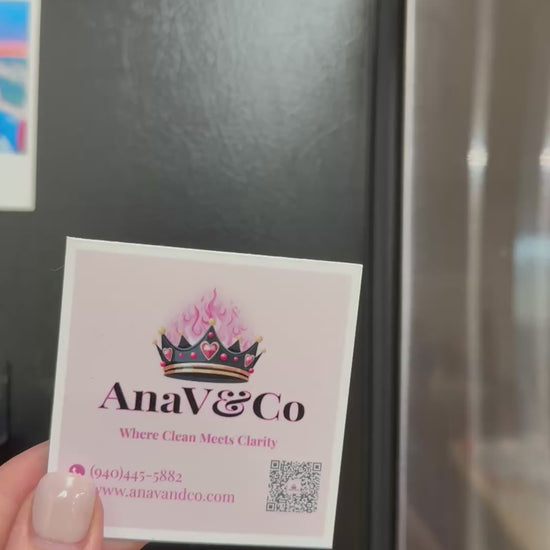 AnaV&Co
Where Clean Meets Clarity
(940)445-5882
www.anavandco.com